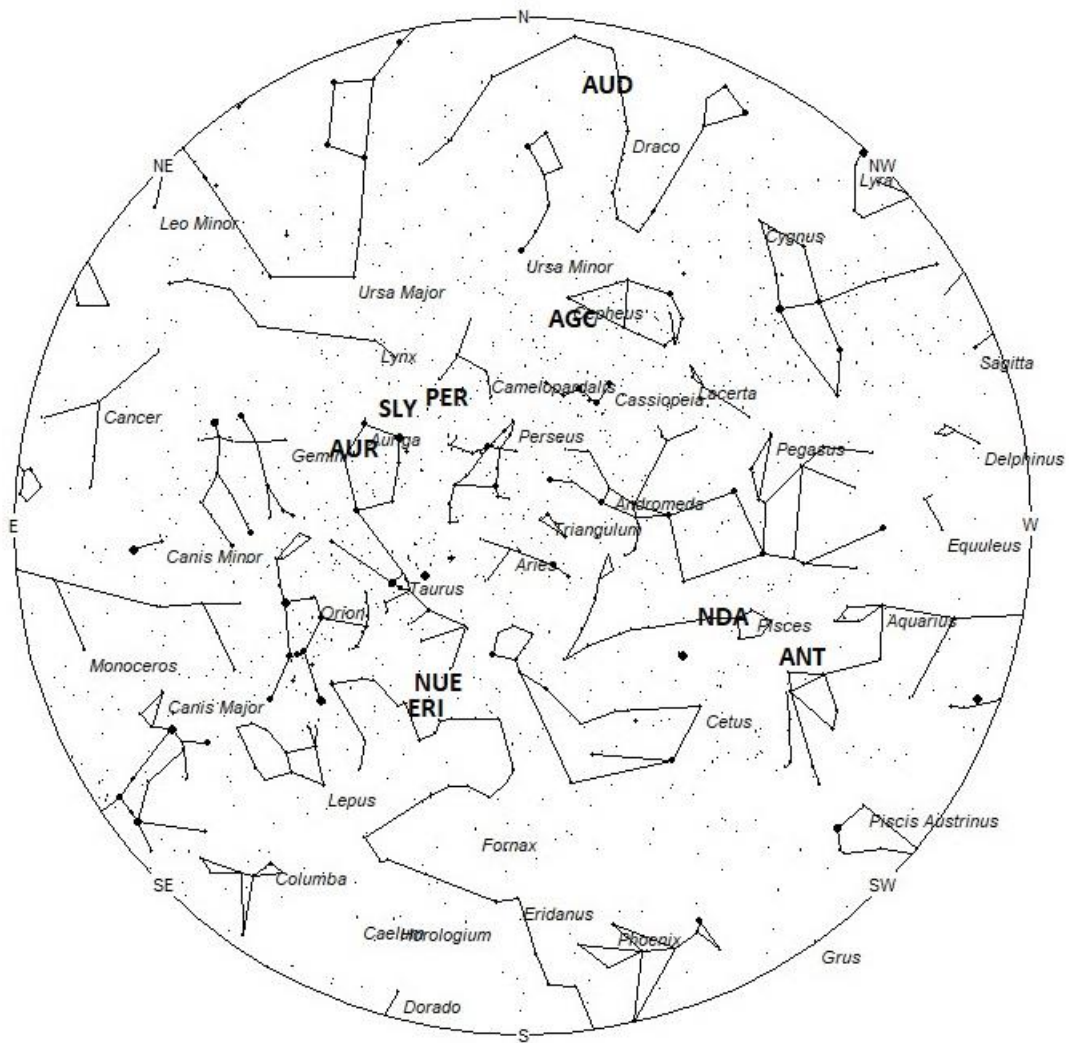 N
AUD
Draco
NE
NW
Lyra
Leo Minor
Cygnus
Ursa Minor
Ursa Major
AGC
Cepheus
Lynx
Sagitta
Camelopardalis
Lacerta
PER
Cassiopeia
SLY
Cancer
Auriga
Perseus
AUR
Gemini
Pegasus
Delphinus
Andromeda
E
Triangulum
W
Canis Minor
Aries
Equuleus
Taurus
Orion
NDA
Pisces
Aquarius
Monoceros
ANT
NUE
Canis Major
ERI
Cetus
Lepus
Piscis Austrinus
Fornax
SE
Columba
SW
Eridanus
Caelum
Horologium
Phoenix
Grus
Dorado
S